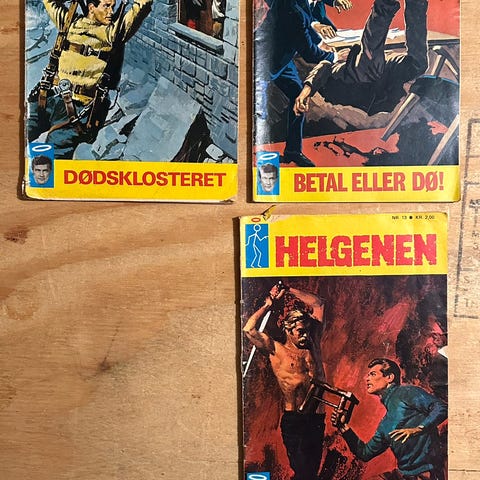 DØDSKLOSTERET
BETAL ELLER DØ!
NR. 13 ● KR. 2,00
HELGENEN